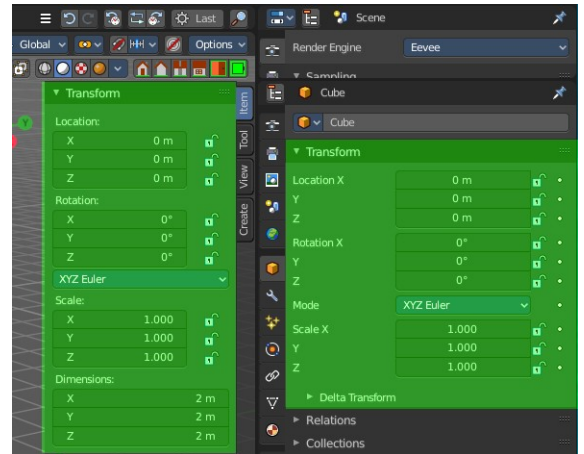 Last
Scene
Global
Options
Render Engine
Eevee
Sampling
Transform
Item
Tool
View
Create
Location:
X 0 m
Y 0 m
Z 0 m
Rotation:
X 0°
Y 0°
Z 0°
XYZ Euler
Scale:
X 1.000
Y 1.000
Z 1.000
Dimensions:
X 2 m
Y 2 m
Z 2 m
Y
Cube
Cube
Transform
Location X 0 m
Y 0 m
Z 0 m
Rotation X 0°
Y 0°
Z 0°
Mode XYZ Euler
Scale X 1.000
Y 1.000
Z 1.000
Delta Transform
Relations
Collections